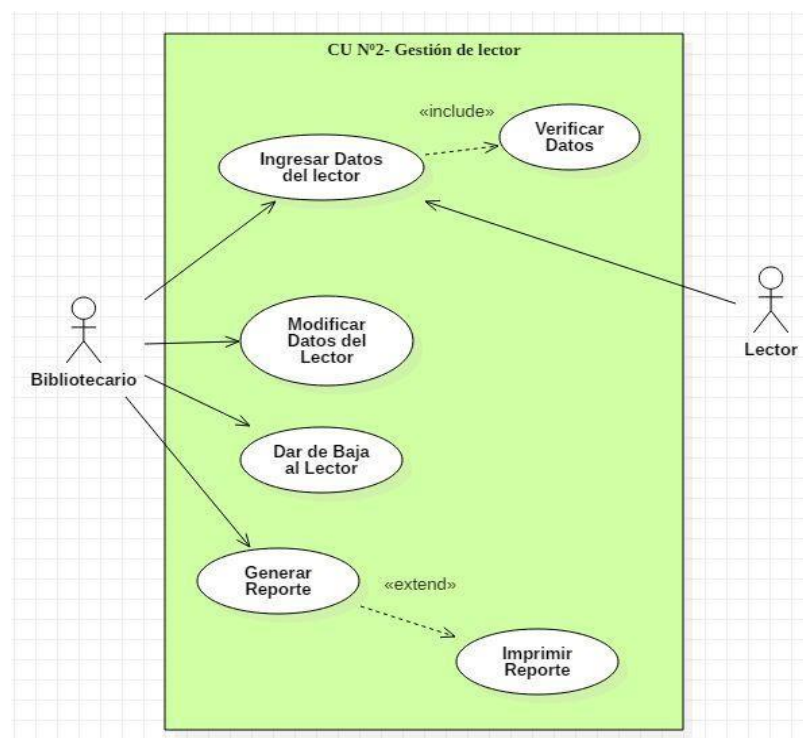 CU Nº2- Gestión de lector
«include»
Verificar
Datos
Ingresar Datos
del lector
Modificar
Datos del
Lector
Bibliotecario
Lector
Dar de Baja
al Lector
Generar
Reporte
«extend»
Imprimir
Reporte